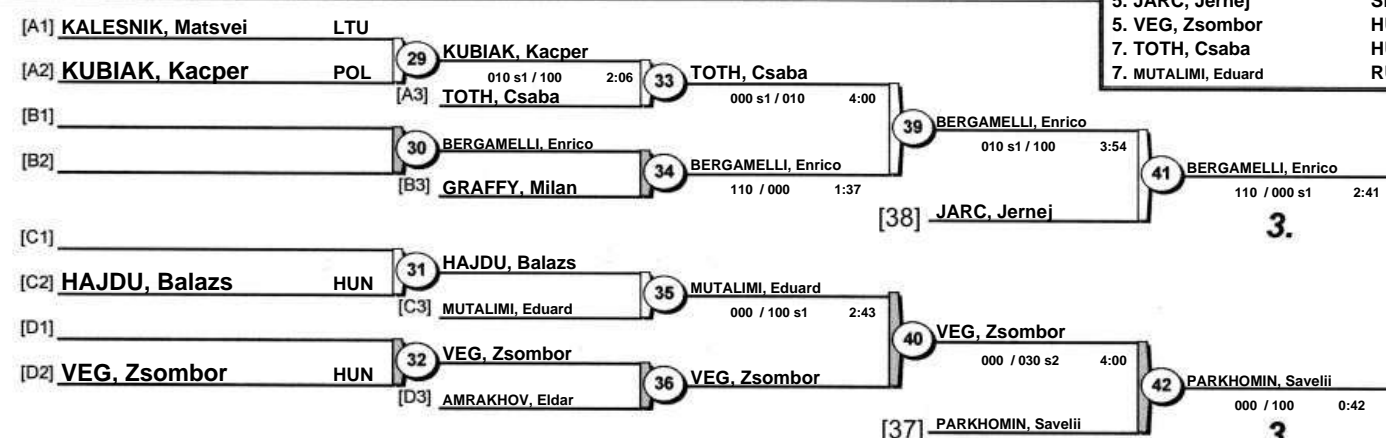 5. JARC, Jernej
5. VEG, Zsombor
7. TOTH, Csaba
7. MUTALIMI, Eduard
[A1] KALESNIK, Matsvei LTU
[A2] KUBIAK, Kacper POL
29
KUBIAK, Kacper
010 s1 / 100 2:06
[A3] TOTH, Csaba
33
TOTH, Csaba
000 s1 / 010 4:00
[B1]
[B2]
30
BERGAMELLI, Enrico
[B3] GRAFFY, Milan
34
BERGAMELLI, Enrico
110 / 000 1:37
39
BERGAMELLI, Enrico
010 s1 / 100 3:54
[38] JARC, Jernej
41
BERGAMELLI, Enrico
110 / 000 s1 2:41
3.
[C1]
[C2] HAJDU, Balazs HUN
31
HAJDU, Balazs
[C3] MUTALIMI, Eduard
35
MUTALIMI, Eduard
000 / 100 s1 2:43
[D1]
[D2] VEG, Zsombor HUN
32
VEG, Zsombor
[D3] AMRAKHOV, Eldar
36
VEG, Zsombor
40
VEG, Zsombor
000 / 030 s2 4:00
[37] PARKHOMIN, Savelii
42
PARKHOMIN, Savelii
000 / 100 0:42
3